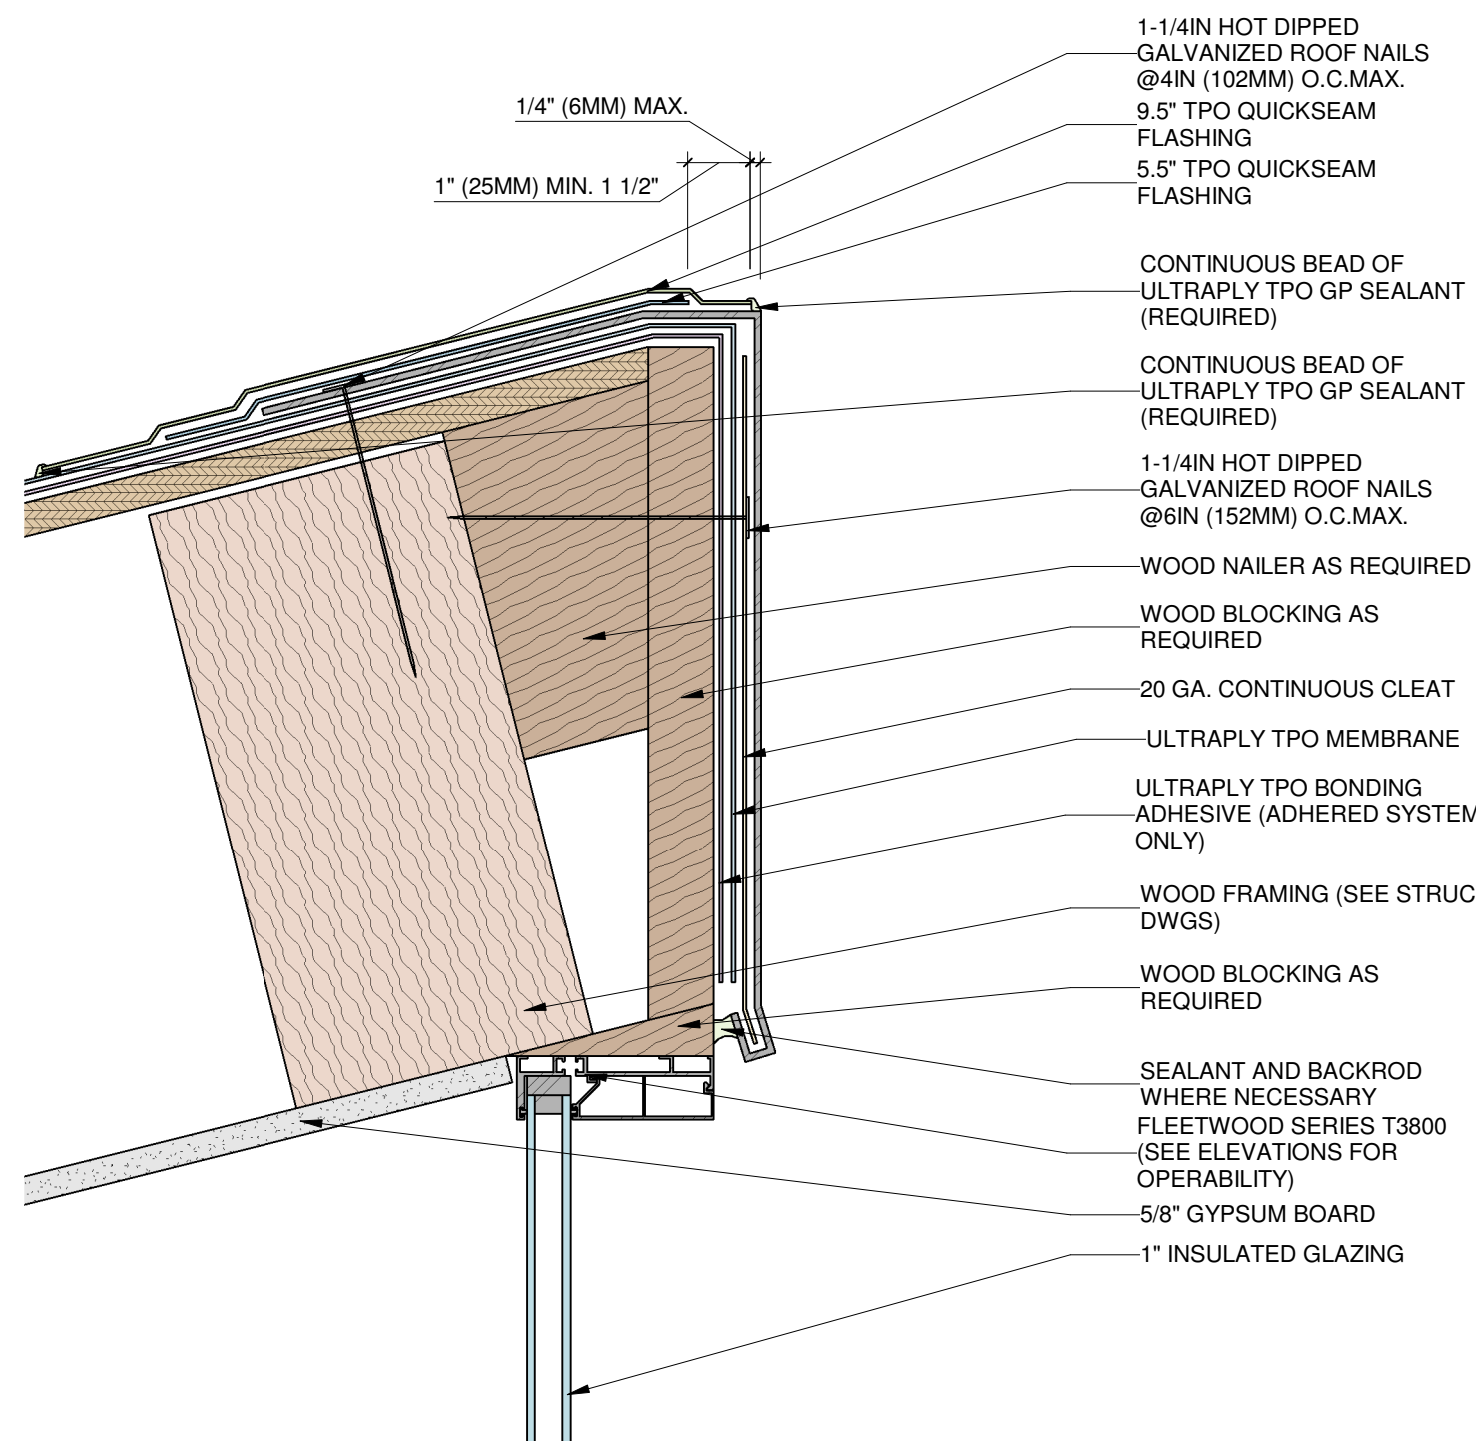 1-1/4IN HOT DIPPED
GALVANIZED ROOF NAILS
@4IN (102MM) O.C.MAX.
1/4" (6MM) MAX.
9.5" TPO QUICKSEAM
FLASHING
1" (25MM) MIN. 1 1/2"
5.5" TPO QUICKSEAM
FLASHING
CONTINUOUS BEAD OF
ULTRAPLY TPO GP SEALANT
(REQUIRED)
CONTINUOUS BEAD OF
ULTRAPLY TPO GP SEALANT
(REQUIRED)
1-1/4IN HOT DIPPED
GALVANIZED ROOF NAILS
@6IN (152MM) O.C.MAX.
WOOD NAILER AS REQUIRED
WOOD BLOCKING AS
REQUIRED
20 GA. CONTINUOUS CLEAT
ULTRAPLY TPO MEMBRANE
ULTRAPLY TPO BONDING
ADHESIVE (ADHERED SYSTEM
ONLY)
WOOD FRAMING (SEE STRUC
DWGS)
WOOD BLOCKING AS
REQUIRED
SEALANT AND BACKROD
WHERE NECESSARY
FLEETWOOD SERIES T3800
(SEE ELEVATIONS FOR
OPERABILITY)
5/8" GYPSUM BOARD
1" INSULATED GLAZING